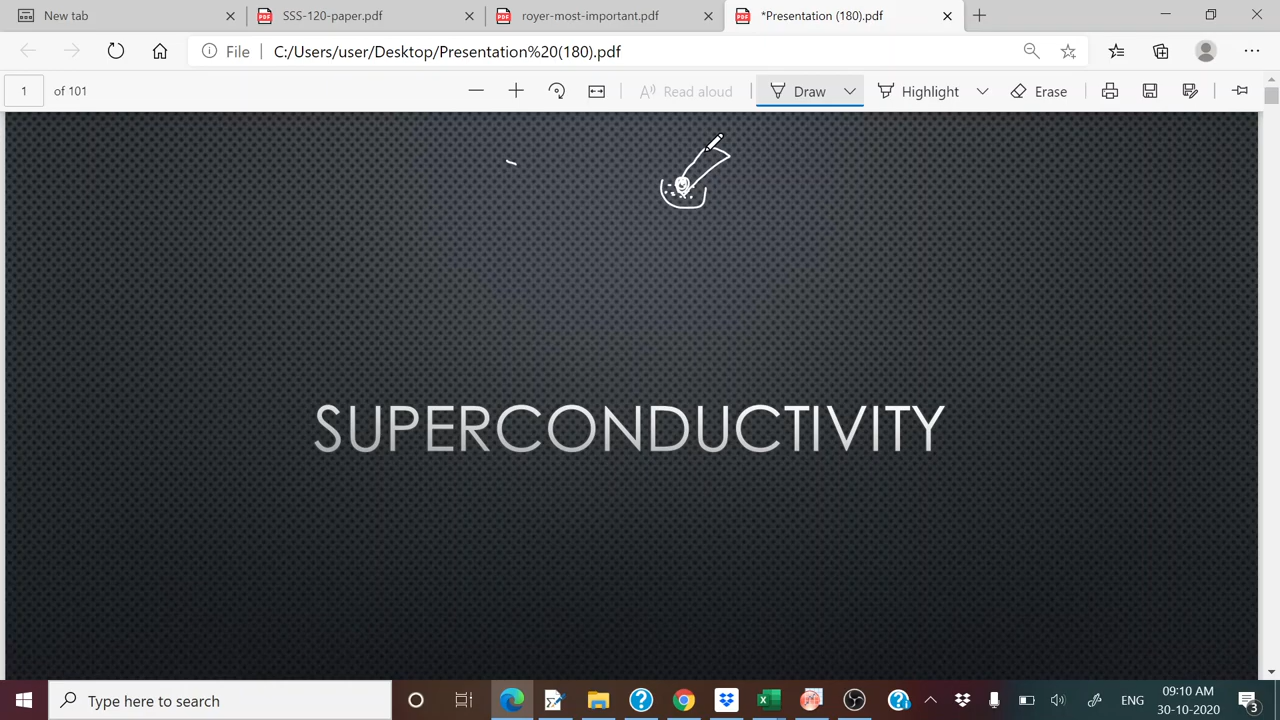 New tab
SSS-120-paper.pdf
royer-most-important.pdf
*Presentation (180).pdf
File
C:/Users/user/Desktop/Presentation%20(180).pdf
1 of 101
Read aloud
Draw
Highlight
Erase
SUPERCONDUCTIVITY
Type here to search
ENG
09:10 AM
30-10-2020
3